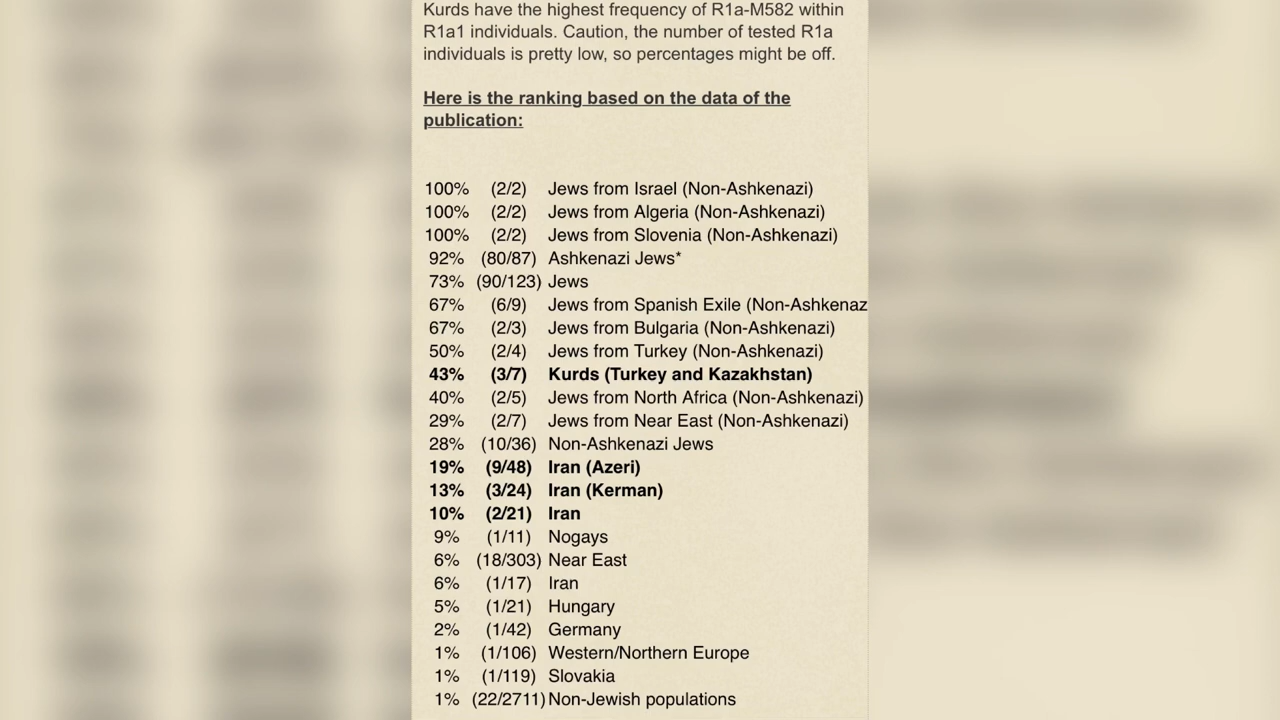 Kurds have the highest frequency of R1a-M582 within
R1a1 individuals. Caution, the number of tested R1a
individuals is pretty low, so percentages might be off.
Here is the ranking based on the data of the
publication:
100% (2/2) Jews from Israel (Non-Ashkenazi)
100% (2/2) Jews from Algeria (Non-Ashkenazi)
100% (2/2) Jews from Slovenia (Non-Ashkenazi)
92% (80/87) Ashkenazi Jews*
73% (90/123) Jews
67% (6/9) Jews from Spanish Exile (Non-Ashkenaz
67% (2/3) Jews from Bulgaria (Non-Ashkenazi)
50% (2/4) Jews from Turkey (Non-Ashkenazi)
43% (3/7) Kurds (Turkey and Kazakhstan)
40% (2/5) Jews from North Africa (Non-Ashkenazi)
29% (2/7) Jews from Near East (Non-Ashkenazi)
28% (10/36) Non-Ashkenazi Jews
19% (9/48) Iran (Azeri)
13% (3/24) Iran (Kerman)
10% (2/21) Iran
9% (1/11) Nogays
6% (18/303) Near East
6% (1/17) Iran
5% (1/21) Hungary
2% (1/42) Germany
1% (1/106) Western/Northern Europe
1% (1/119) Slovakia
1% (22/2711) Non-Jewish populations